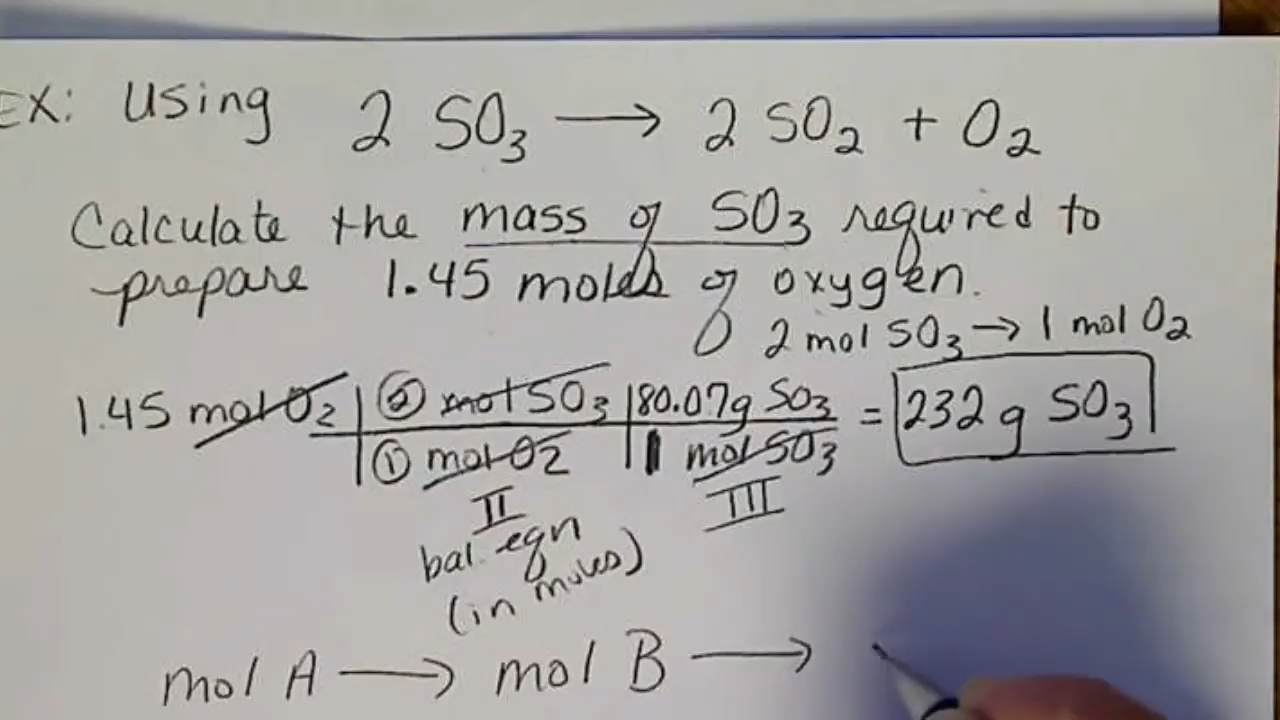 EX: Using 2 SO₃ → 2 SO₂ + O₂
Calculate the mass of SO₃ required to
prepare 1.45 moles of oxygen.
2 mol SO₃ → 1 mol O₂
1.45 mol O₂ | ② mol SO₃ | 80.07g SO₃ = 232 g SO₃
① mol O₂ | 1 mol SO₃
II III
bal. eqn
(in moles)
mol A → mol B →